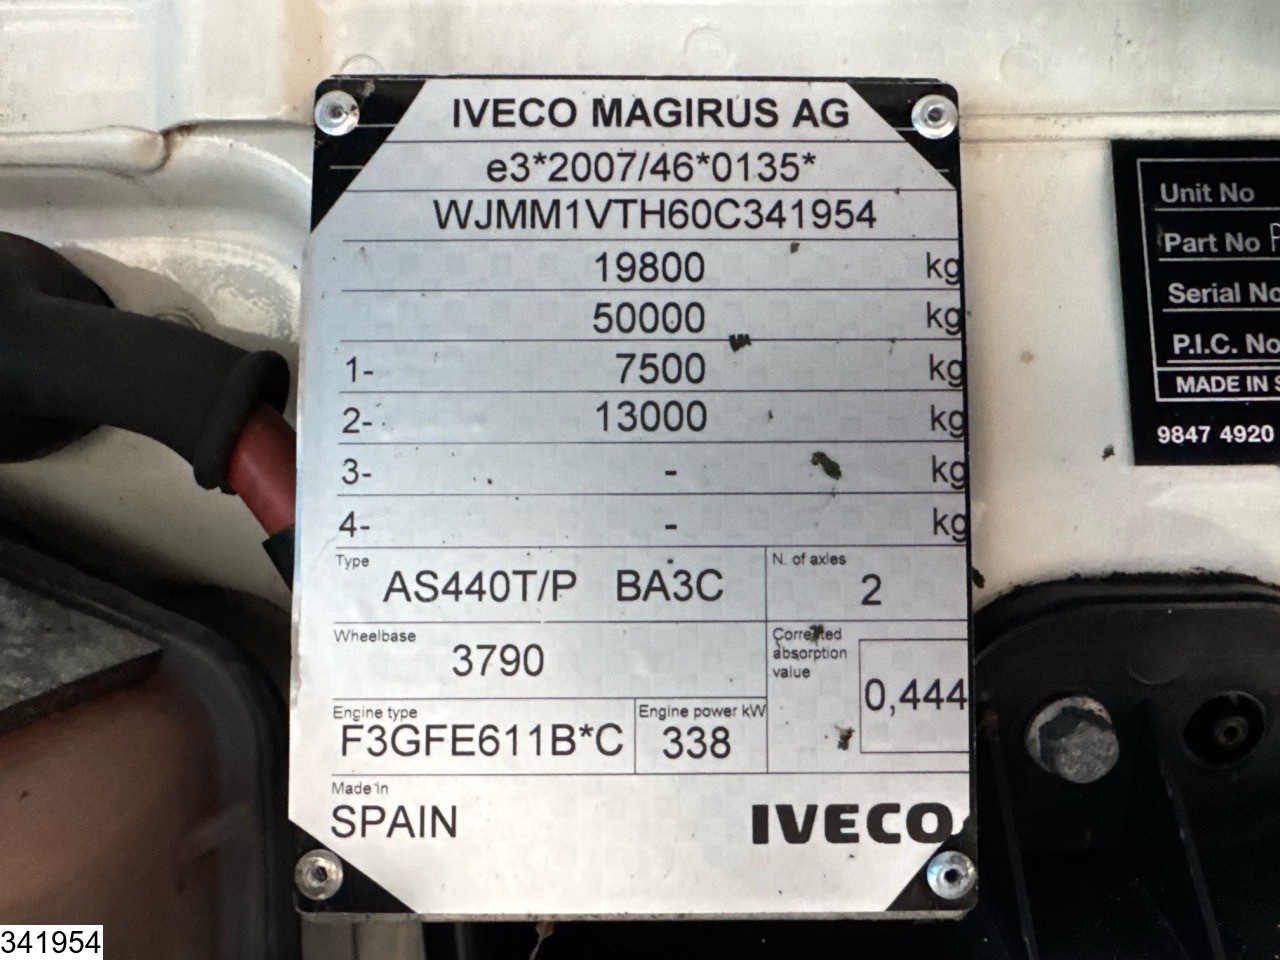 IVECO MAGIRUS AG
e3*2007/46*0135*
WJMM1VTH60C341954
19800 kg
50000 kg
1- 7500 kg
2- 13000 kg
3- - kg
4- - kg
Type
AS440T/P BA3C
N. of axles
2
Wheelbase
3790
Corrected
absorption
value
0,444
Engine type
F3GFE611B*C
Engine power kW
338
Made in
SPAIN
IVECO
Unit No
Part No
Serial No
P.I.C. No
MADE IN
9847 4920
341954